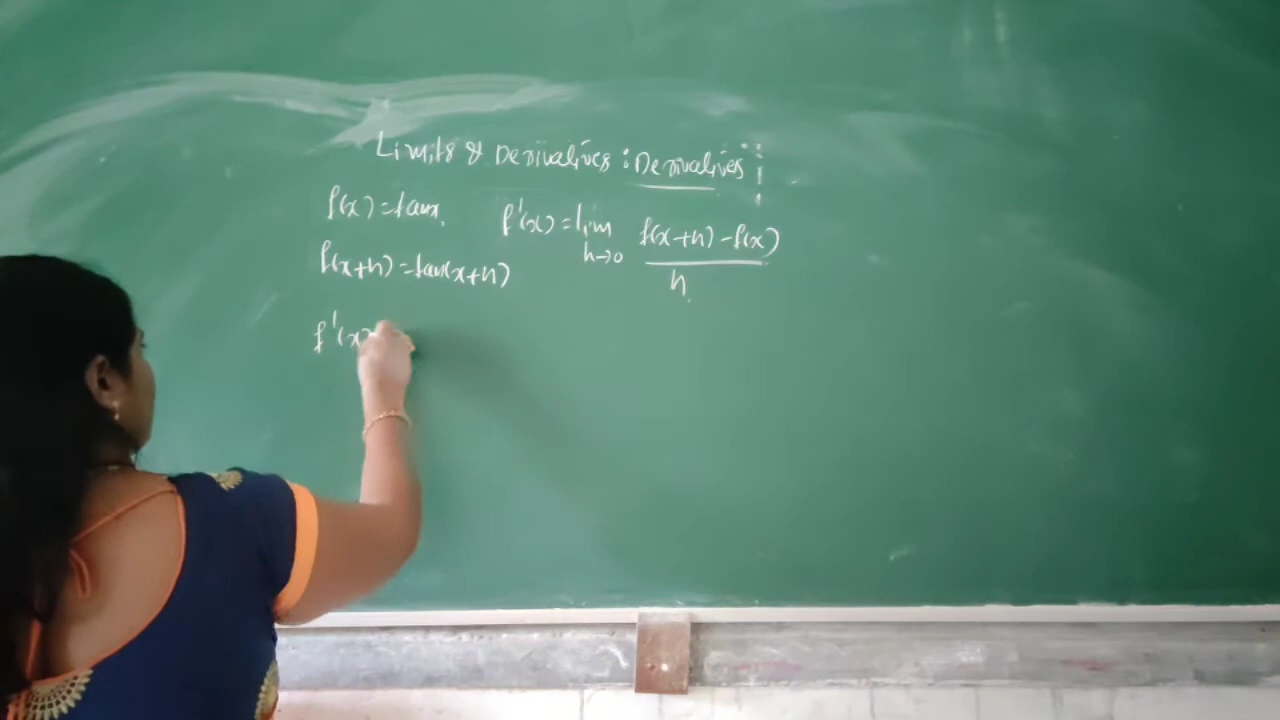 Limits & Derivatives : Derivatives :
f(x) = tanx, f'(x) = lim h→0 f(x+h) - f(x) / h
f(x+h) = tan(x+h)
f'(x)